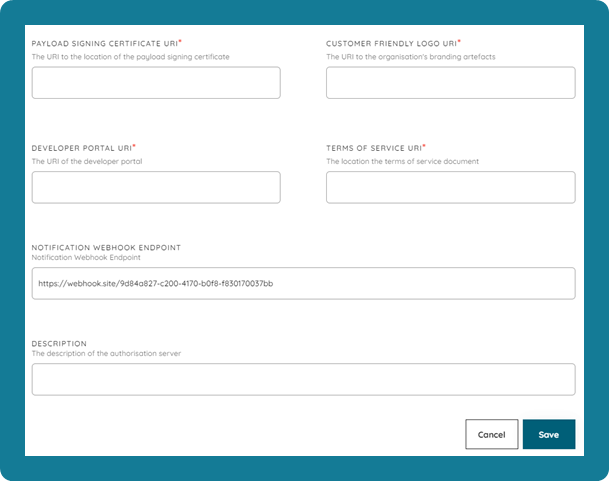 PAYLOAD SIGNING CERTIFICATE URI*
The URI to the location of the payload signing certificate
CUSTOMER FRIENDLY LOGO URI*
The URI to the organisation's branding artefacts
DEVELOPER PORTAL URI*
The URI of the developer portal
TERMS OF SERVICE URI*
The location the terms of service document
NOTIFICATION WEBHOOK ENDPOINT
Notification Webhook Endpoint
https://webhook.site/9d84a827-c200-4170-b0f8-f830170037bb
DESCRIPTION
The description of the authorisation server
Cancel
Save